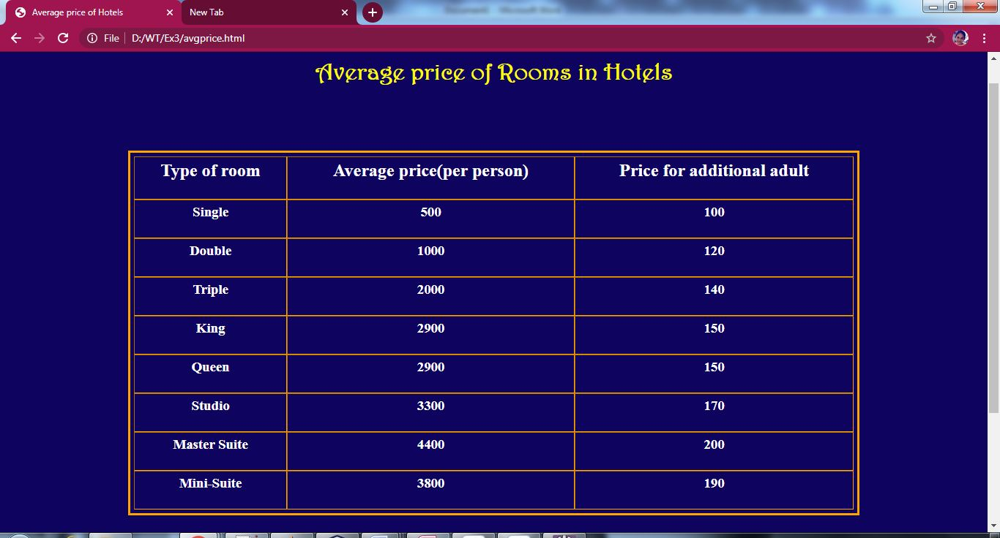 Average price of Hotels
New Tab
File D:/WT/Ex3/avgprice.html
Average price of Rooms in Hotels
Type of room Average price(per person) Price for additional adult
Single 500 100
Double 1000 120
Triple 2000 140
King 2900 150
Queen 2900 150
Studio 3300 170
Master Suite 4400 200
Mini-Suite 3800 190